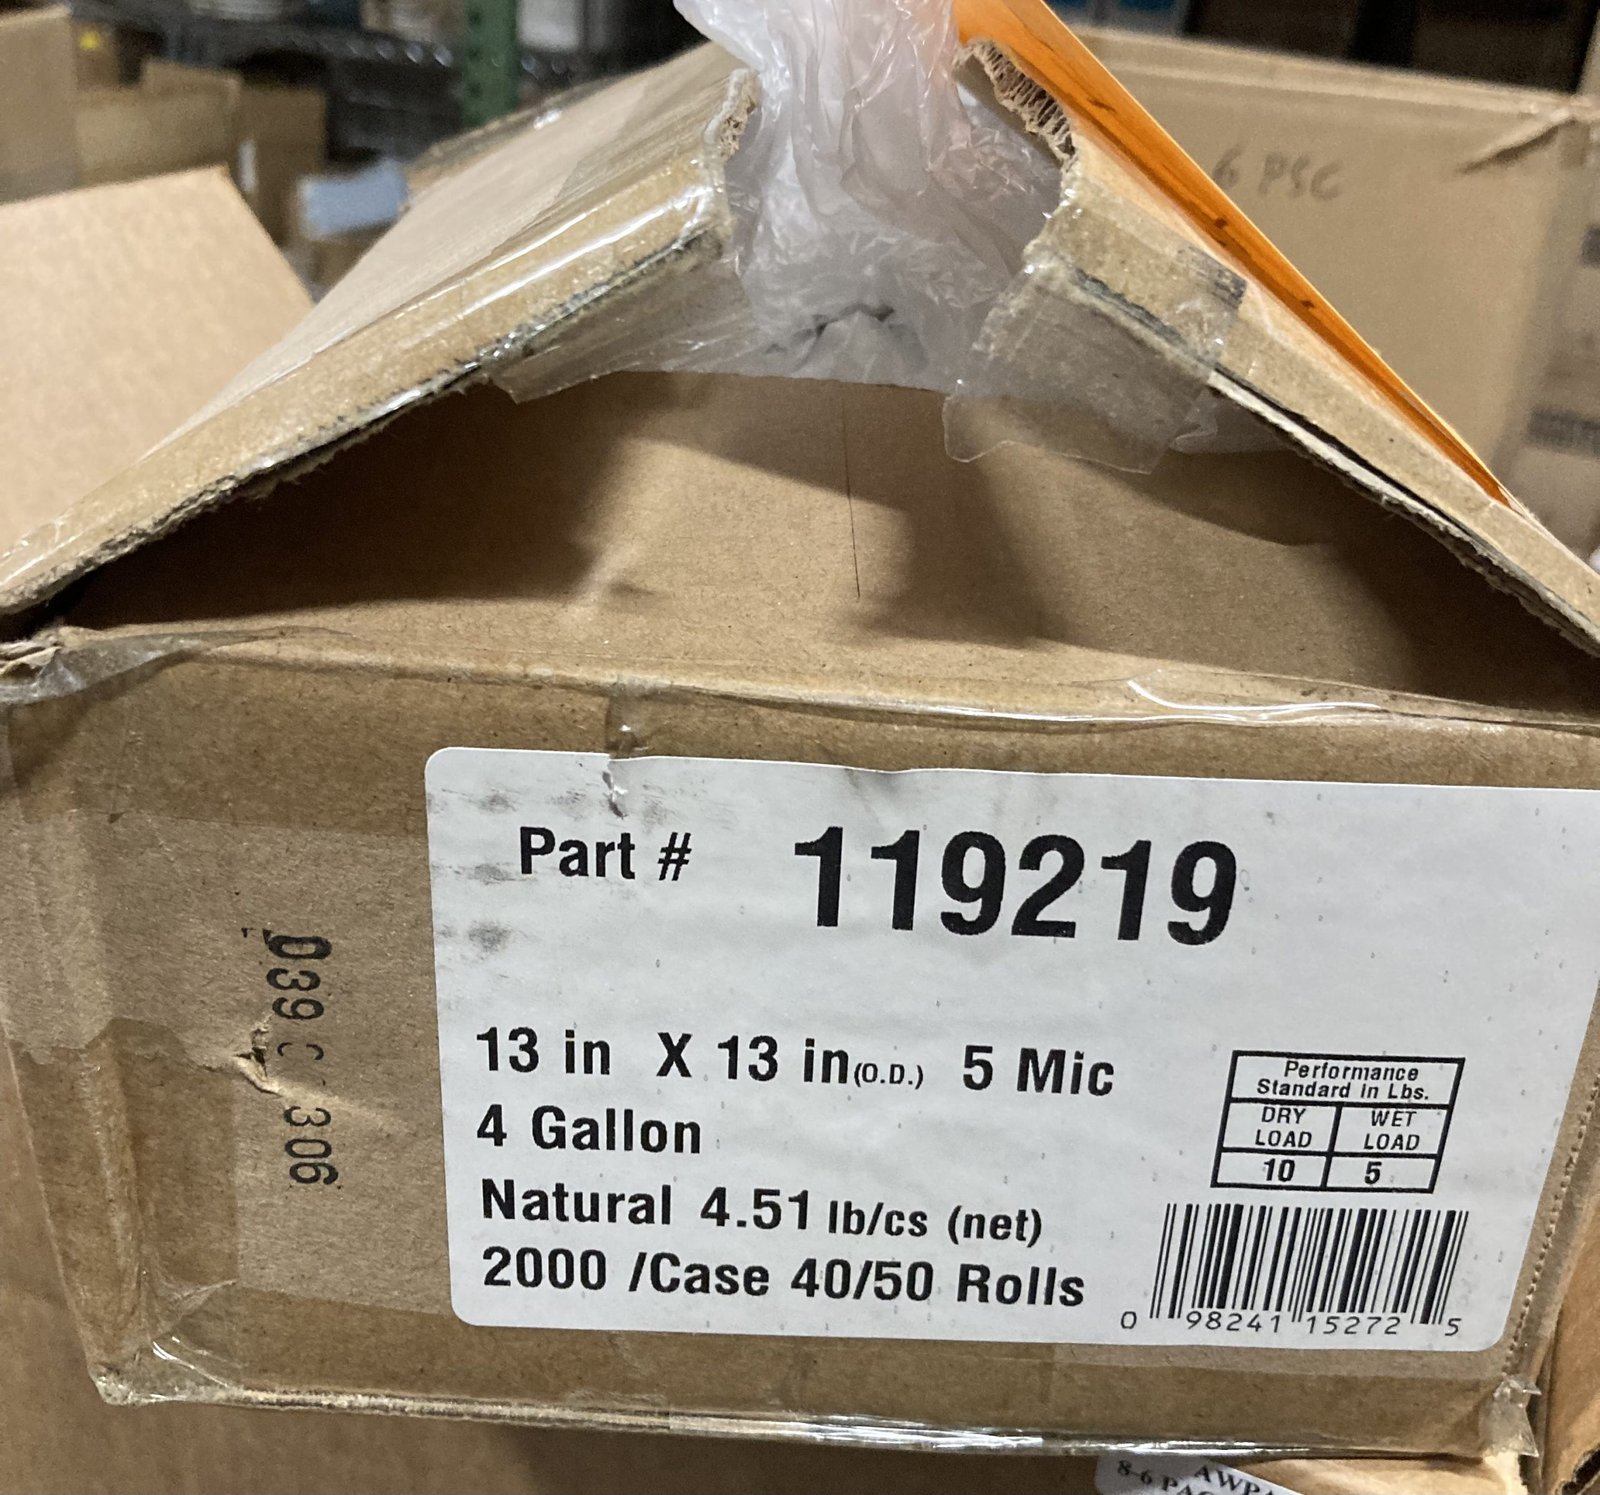 6 PSC
Part # 119219
13 in X 13 in (O.D.) 5 Mic
4 Gallon
Natural 4.51 lb/cs (net)
2000 /Case 40/50 Rolls
Performance
Standard in Lbs.
DRY LOAD WET LOAD
10 5
0 98241 15272 5
306
8-6